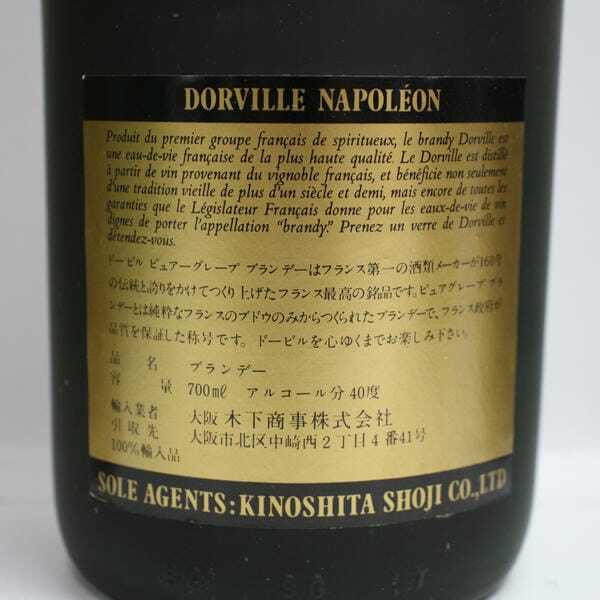 DORVILLE NAPOLÉON
Produit du premier groupe français de spiritueux, le brandy Dorville est
une eau-de-vie française de la plus haute qualité. Le Dorville est distillé
à partir de vin provenant du vignoble français, et bénéficie non seulement
d'une tradition vieille de plus d'un siècle et demi, mais encore de toutes les
garanties que le Législateur Français donne pour les eaux-de-vie de vin
dignes de porter l'appellation “brandy.” Prenez un verre de Dorville et
détendez-vous.
ドービル ピュアーグレープ ブランデーはフランス第一の酒類メーカーが160年
の伝統と誇りをかけてつくり上げたフランス最高の銘品です。ピュアーグレープ ブラ
ンデーとは純粋なフランスのブドウのみからつくられたブランデーで、フランス政府が
品質を保証した称号です。ドービルを心ゆくまでお楽しみ下さい。
品名 ブランデー
容量 700ml アルコール分40度
輸入業者 大阪 木下商事株式会社
引取先 大阪市北区中崎西2丁目4番41号
100%輸入品
SOLE AGENTS:KINOSHITA SHOJI CO.,LTD